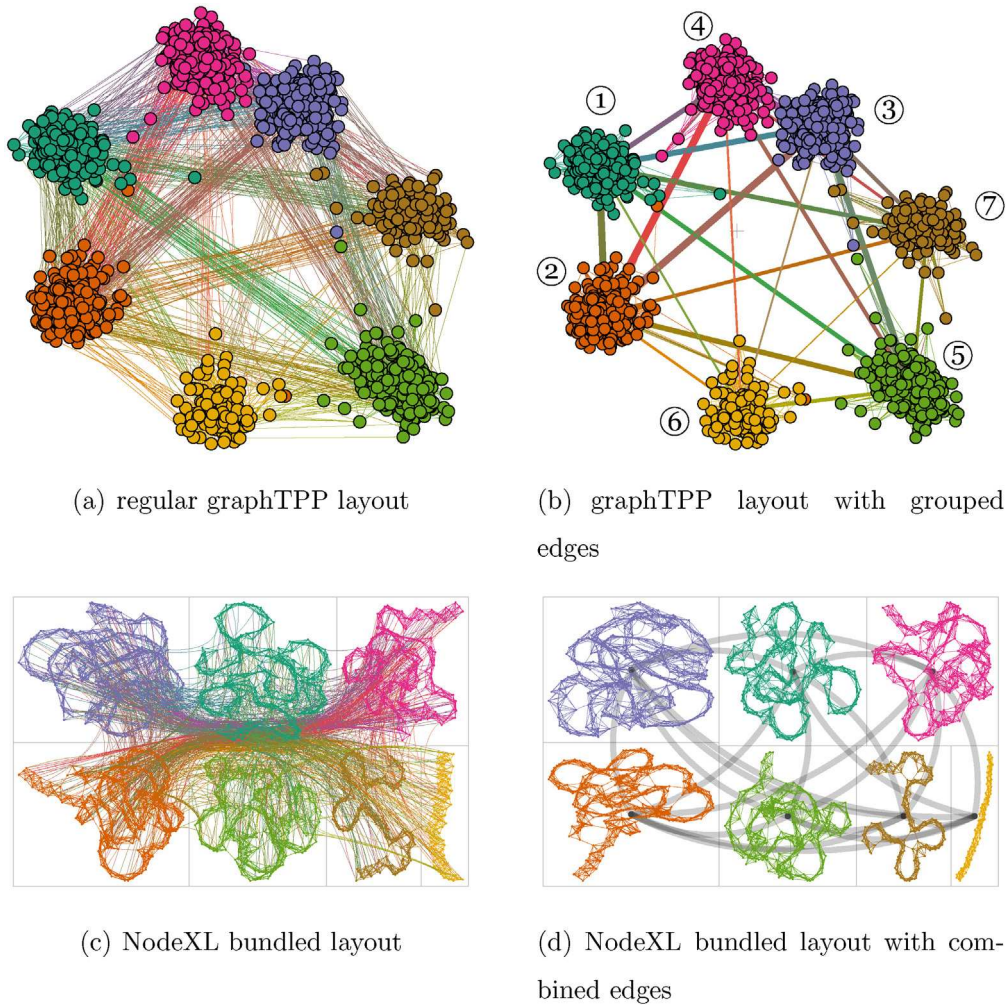 ④
①
③
⑦
②
⑤
⑥
(a) regular graphTPP layout
(b) graphTPP layout with grouped
edges
(c) NodeXL bundled layout
(d) NodeXL bundled layout with com-
bined edges